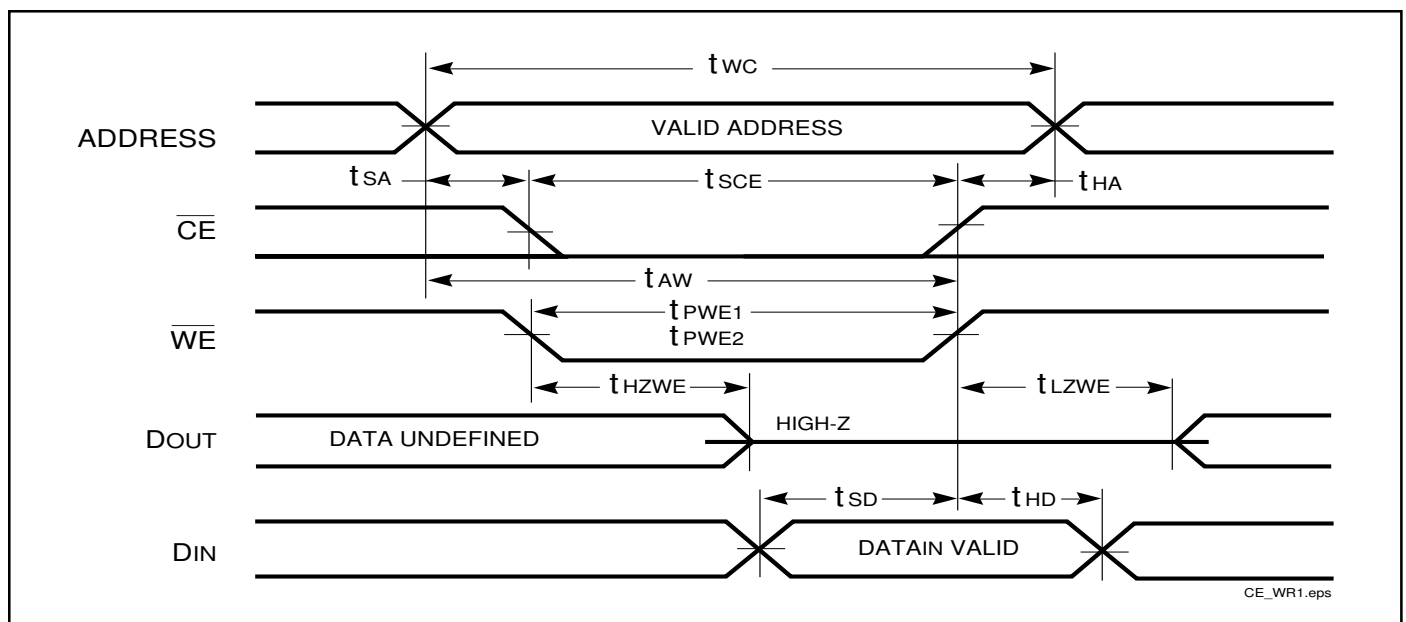 tWC
ADDRESS
VALID ADDRESS
tSA
tSCE
tHA
CE
tAW
WE
tPWE1
tPWE2
tHZWE
tLZWE
DOUT
DATA UNDEFINED
HIGH-Z
tSD
tHD
DIN
DATAIN VALID
CE_WR1.eps